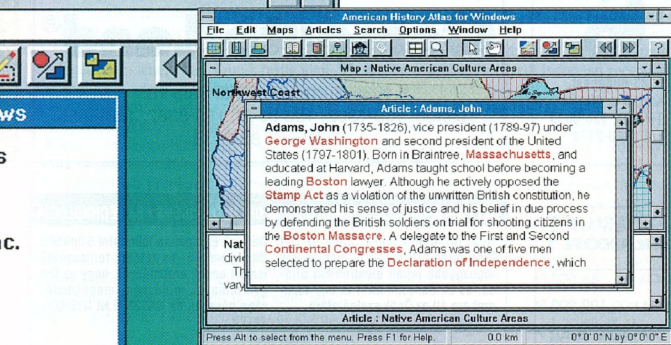 American History Atlas for Windows
File Edit Maps Articles Search Options Window Help
Map : Native American Culture Areas
Northwest Coast
Article : Adams, John
Adams, John (1735-1826), vice president (1789-97) under
George Washington and second president of the United
States (1797-1801). Born in Braintree, Massachusetts, and
educated at Harvard, Adams taught school before becoming a
leading Boston lawyer. Although he actively opposed the
Stamp Act as a violation of the unwritten British constitution, he
demonstrated his sense of justice and his belief in due process
by defending the British soldiers on trial for shooting citizens in
the Boston Massacre. A delegate to the First and Second
Continental Congresses, Adams was one of five men
selected to prepare the Declaration of Independence, which
Nat
divid
Th
vary
Article : Native American Culture Areas
Press Alt to select from the menu. Press F1 for Help. 0.0 km 0°0'0" N by 0°0'0" E
ws
s
c.